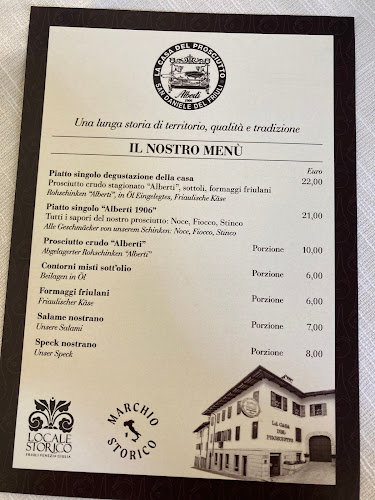 LA CASA DEL PROSCIUTTO
Alberti
1906
SAN DANIELE DEL FRIULI
Una lunga storia di territorio, qualità e tradizione
IL NOSTRO MENÙ
Euro
Piatto singolo degustazione della casa 22,00
Prosciutto crudo stagionato “Alberti”, sottoli, formaggi friulani
Rohschinken “Alberti”, in Öl Eingelegtes, Friaulische Käse
Piatto singolo “Alberti 1906” 21,00
Tutti i sapori del nostro prosciutto: Noce, Fiocco, Stinco
Alle Geschmäcker von unserem Schinken: Noce, Fiocco, Stinco
Prosciutto crudo “Alberti” Porzione 10,00
Abgelagerter Rohschinken “Alberti”
Contorni misti sott'olio Porzione 6,00
Beilagen in Öl
Formaggi friulani Porzione 6,00
Friaulischer Käse
Salame nostrano Porzione 7,00
Unsere Salami
Speck nostrano Porzione 8,00
Unser Speck
LOCALE
STORICO
FRIULI VENEZIA GIULIA
MARCHIO
STORICO
LA CASA
DEL
PROSCIUTTO